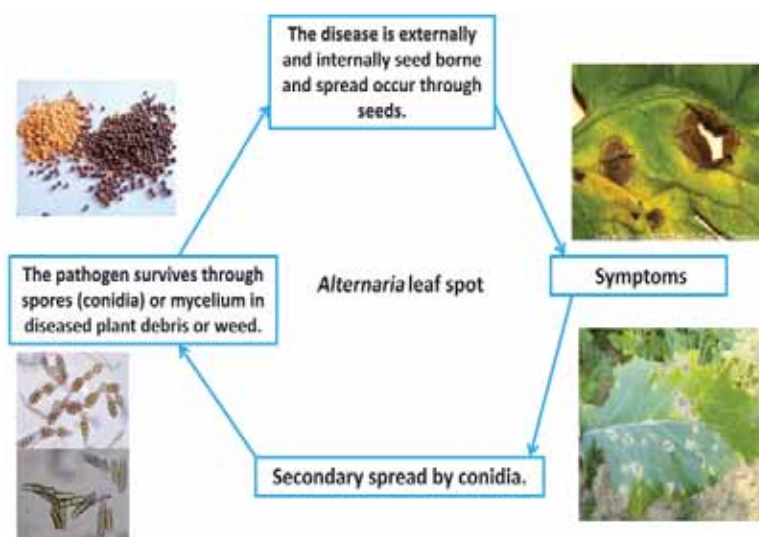 The disease is externally
and internally seed borne
and spread occur through
seeds.
The pathogen survives through
spores (conidia) or mycelium in
diseased plant debris or weed.
Alternaria leaf spot
Symptoms
Secondary spread by conidia.